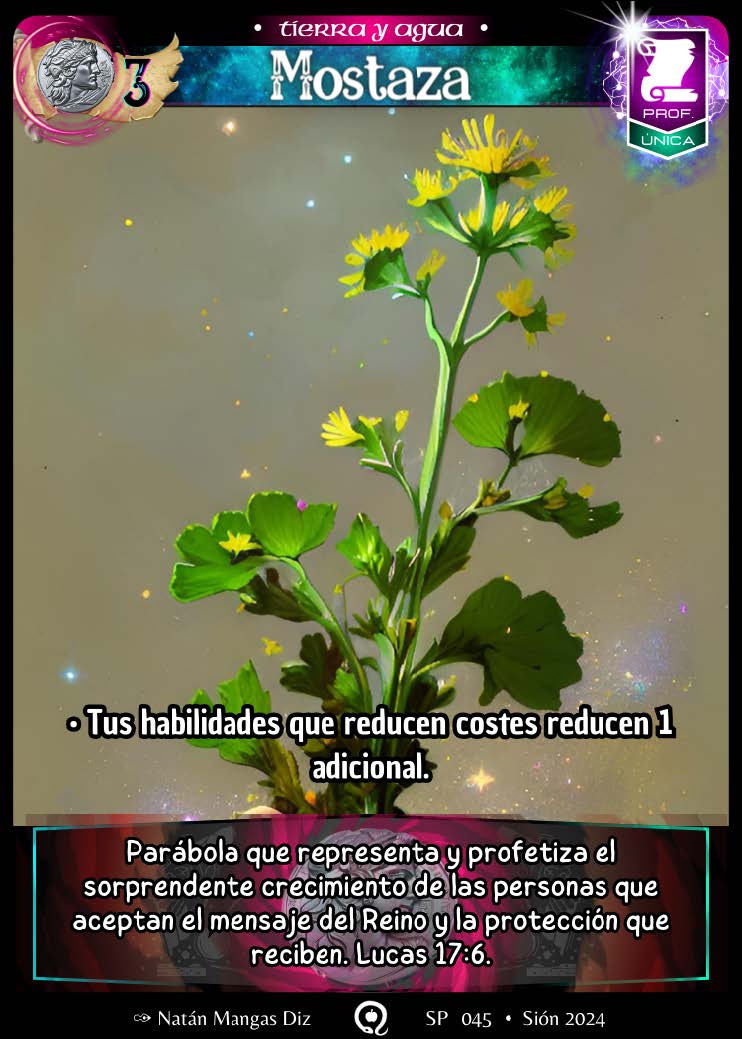 • tierra y agua •
3
Mostaza
PROF.
ÚNICA
• Tus habilidades que reducen costes reducen 1
adicional.
Parábola que representa y profetiza el
sorprendente crecimiento de las personas que
aceptan el mensaje del Reino y la protección que
reciben. Lucas 17:6.
Natán Mangas Diz SP 045 • Sión 2024